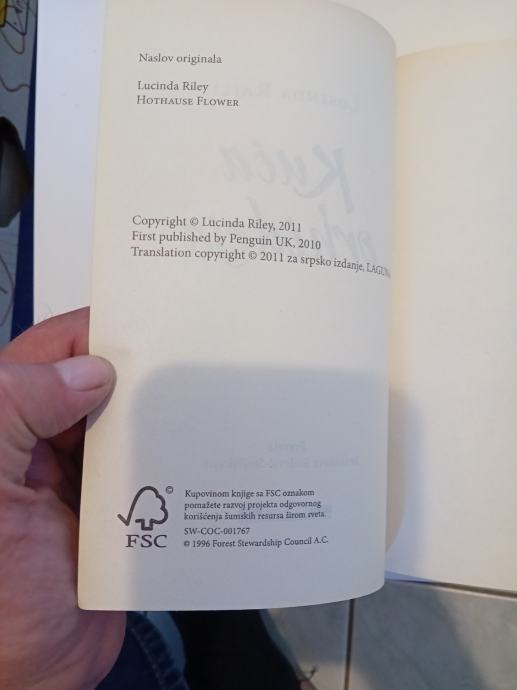 Naslov originala
Lucinda Riley
HOTHAUSE FLOWER
Copyright © Lucinda Riley, 2011
First published by Penguin UK, 2010
Translation copyright © 2011 za srpsko izdanje, LAGUNA
FSC
©
Kupovinom knjige sa FSC oznakom
pomažete razvoj projekta odgovornog
korišćenja šumskih resursa širom sveta.
SW-COC-001767
© 1996 Forest Stewardship Council A.C.